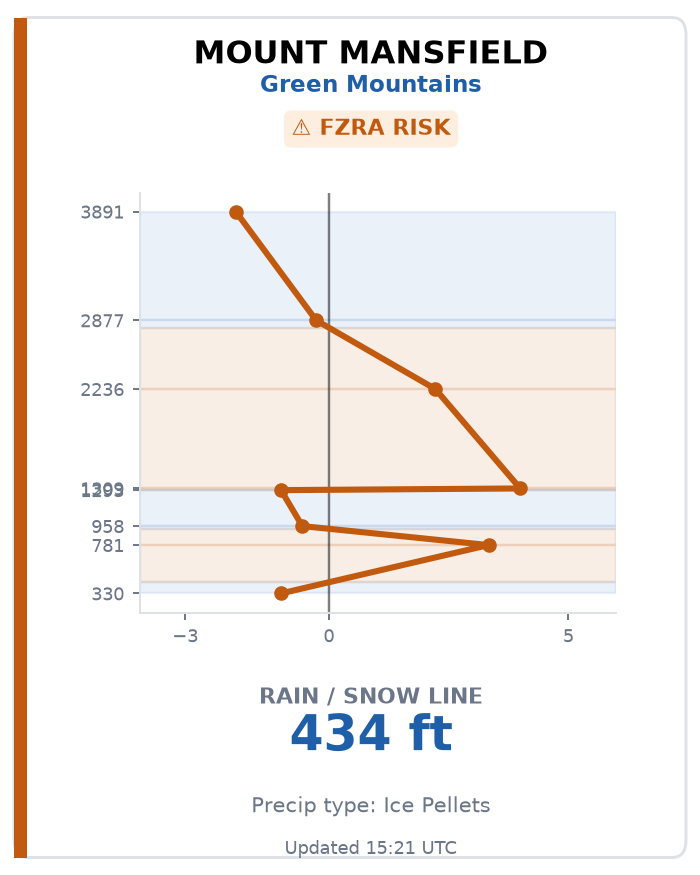 MOUNT MANSFIELD
Green Mountains
⚠ FZRA RISK
3891
2877
2236
958
781
330
−3 0 5
RAIN / SNOW LINE
434 ft
Precip type: Ice Pellets
Updated 15:21 UTC